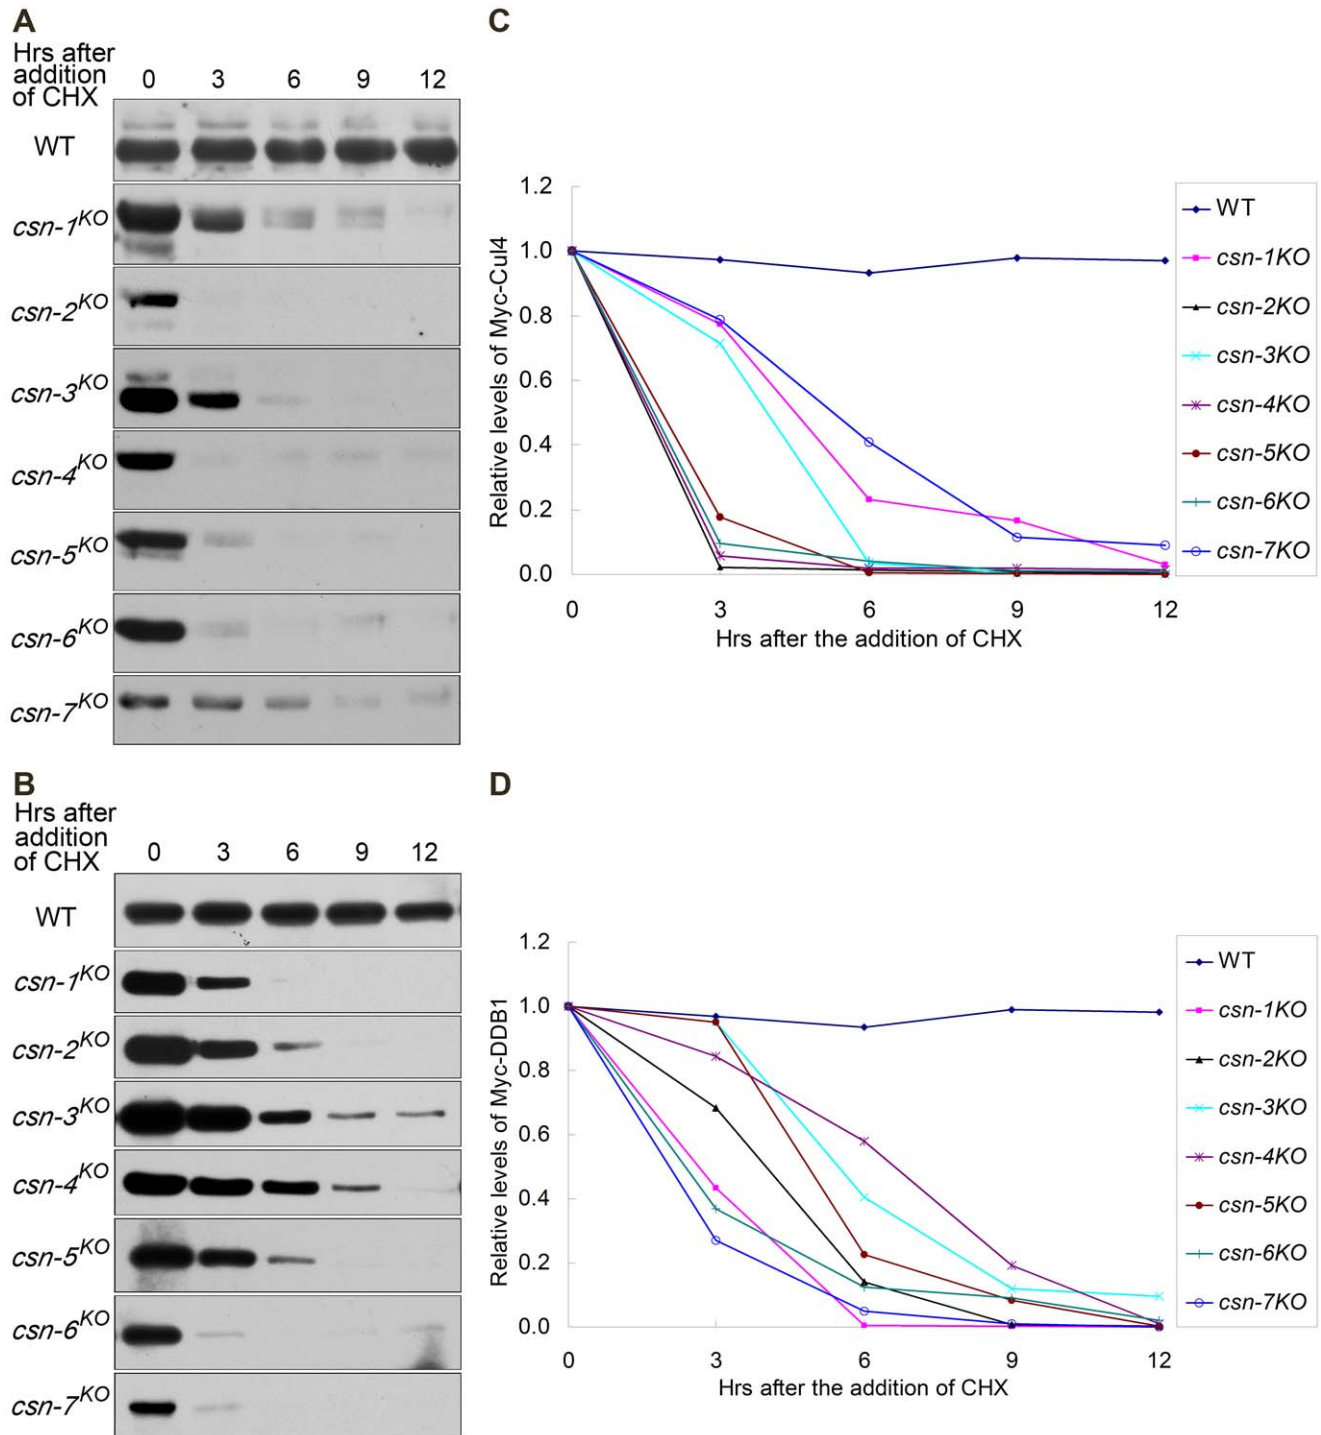 A
Hrs after
addition
of CHX
0 3 6 9 12
WT
csn-1KO
csn-2KO
csn-3KO
csn-4KO
csn-5KO
csn-6KO
csn-7KO
C
1.2
1.0
0.8
0.6
0.4
0.2
0.0
Relative levels of Myc-Cul4
0 3 6 9 12
Hrs after the addition of CHX
WT
csn-1KO
csn-2KO
csn-3KO
csn-4KO
csn-5KO
csn-6KO
csn-7KO
B
Hrs after
addition
of CHX
0 3 6 9 12
WT
csn-1KO
csn-2KO
csn-3KO
csn-4KO
csn-5KO
csn-6KO
csn-7KO
D
1.2
1.0
0.8
0.6
0.4
0.2
0.0
Relative levels of Myc-DDB1
0 3 6 9 12
Hrs after the addition of CHX
WT
csn-1KO
csn-2KO
csn-3KO
csn-4KO
csn-5KO
csn-6KO
csn-7KO